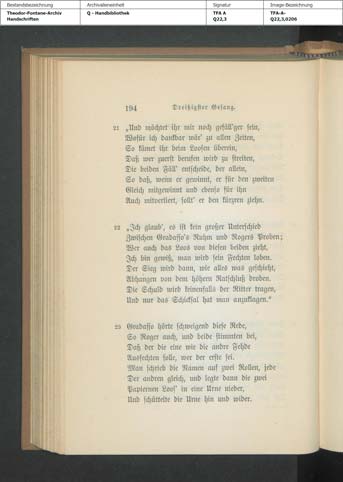 Bestandsbezeichnung
Archivalieneinheit
Signatur
Image-Bezeichnung
Theodor-Fontane-Archiv
Handschriften
Q - Handbibliothek
TFA A
Q22,3
TFA-A-
Q22,3,0206
194 Dreißigster Gesang.
21 „Und möchtet ihr mir noch gefäll'ger sein,
Wofür ich dankbar wär' zu allen Zeiten,
So kämet ihr beim Loosen überein,
Daß wer zuerst berufen wird zu streiten,
Die beiden Fäll' entscheide, der allein,
So daß, wenn er gewinnt, er für den zweiten
Gleich mitgewinnt und ebenso für ihn
Auch mitverliert, sollt' er den kürzren ziehn.
22 „Ich glaub', es ist kein großer Unterschied
Zwischen Gradasso's Ruhm und Rogers Proben;
Wer auch das Loos von diesen beiden zieht,
Ich bin gewiß, man wird sein Fechten loben.
Der Sieg wird dann, wie alles was geschieht,
Abhangen von dem höhern Ratschluß droben.
Die Schuld wird keinenfalls der Ritter tragen,
Und nur das Schicksal hat man anzuklagen.“
23 Gradasso hörte schweigend diese Rede,
So Roger auch, und beide stimmten bei,
Daß der die eine wie die andre Fehde
Ausfechten solle, wer der erste sei.
Man schrieb die Namen auf zwei Rollen, jede
Der andren gleich, und legte dann die zwei
Papiernen Loos' in eine Urne nieder,
Und schüttelte die Urne hin und wider.